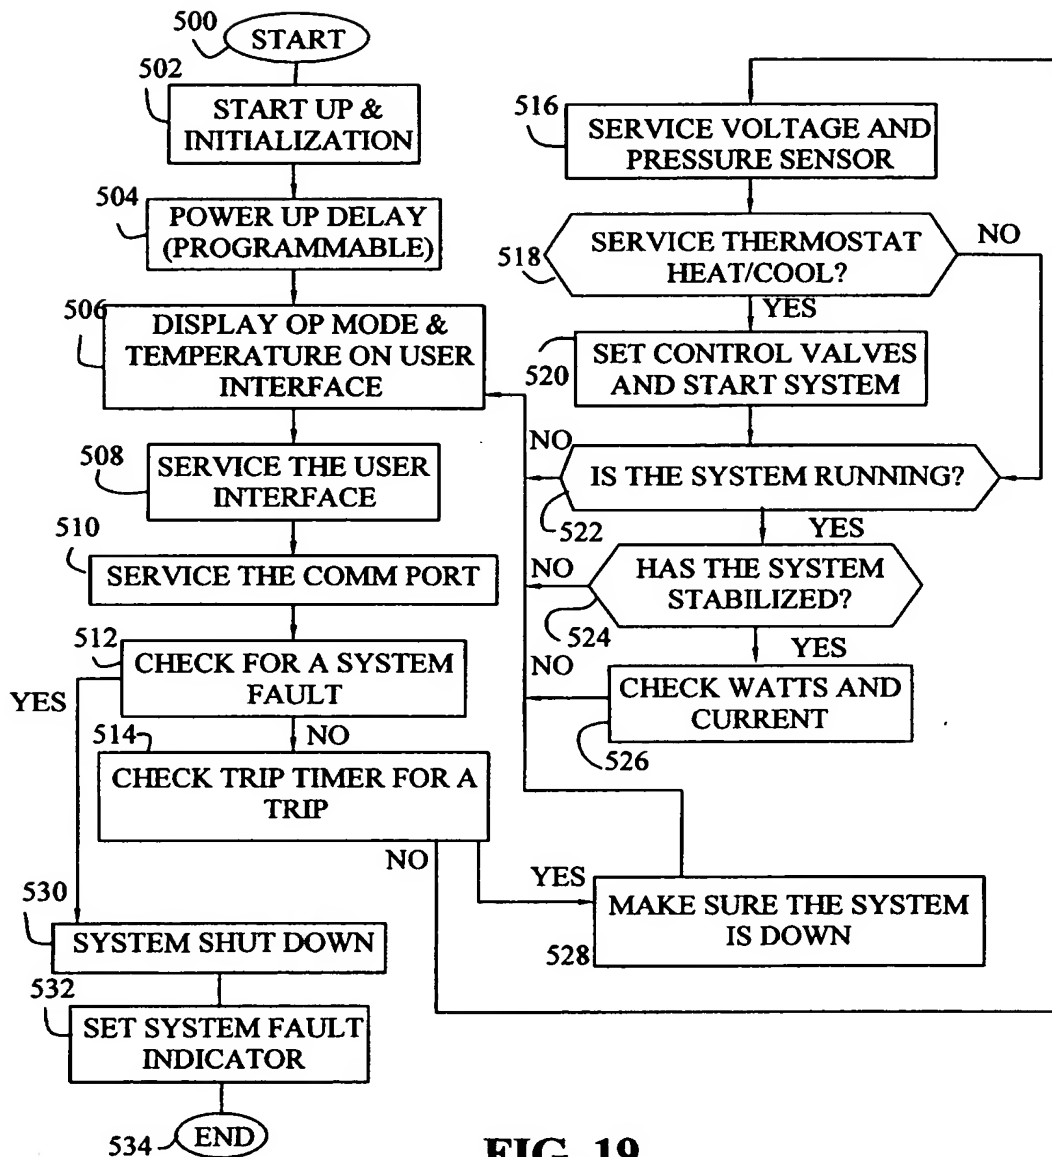 500
START
502
START UP &
INITIALIZATION
504
POWER UP DELAY
(PROGRAMMABLE)
506
DISPLAY OP MODE &
TEMPERATURE ON USER
INTERFACE
508
SERVICE THE USER
INTERFACE
510
SERVICE THE COMM PORT
512
CHECK FOR A SYSTEM
FAULT
YES
NO
514
CHECK TRIP TIMER FOR A
TRIP
NO
YES
530
SYSTEM SHUT DOWN
532
SET SYSTEM FAULT
INDICATOR
534
END
516
SERVICE VOLTAGE AND
PRESSURE SENSOR
518
SERVICE THERMOSTAT
HEAT/COOL?
NO
YES
520
SET CONTROL VALVES
AND START SYSTEM
NO
IS THE SYSTEM RUNNING?
522
YES
NO
HAS THE SYSTEM
STABILIZED?
524
YES
NO
CHECK WATTS AND
CURRENT
526
MAKE SURE THE SYSTEM
IS DOWN
528
FIG. 19